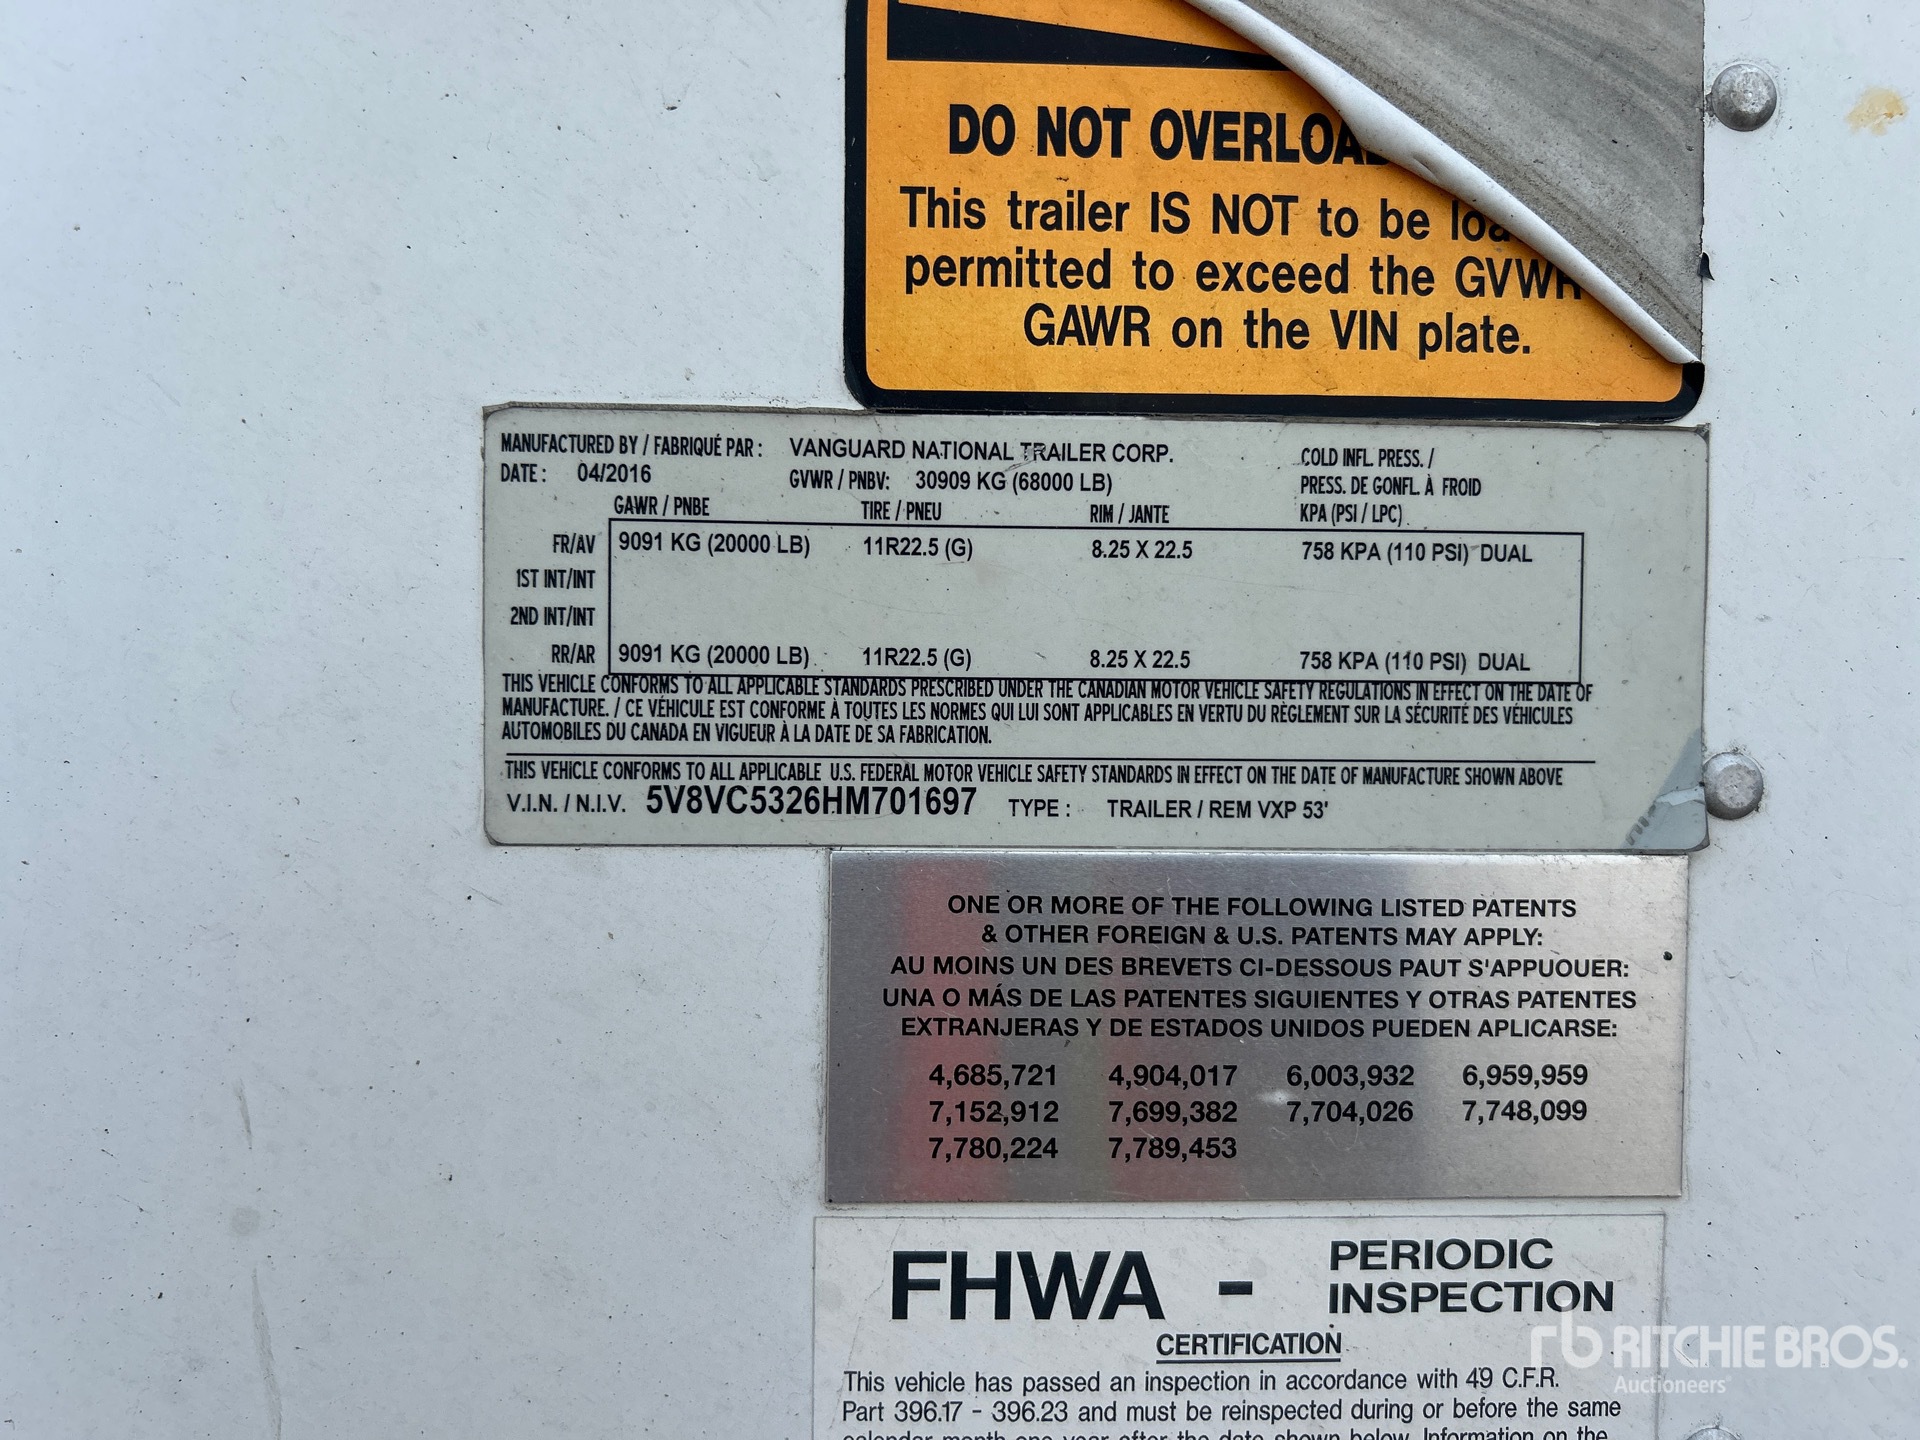 DO NOT OVERLOA
This trailer IS NOT to be loa
permitted to exceed the GVWR
GAWR on the VIN plate.
MANUFACTURED BY / FABRIQUÉ PAR : VANGUARD NATIONAL TRAILER CORP. COLD INFL. PRESS. /
DATE : 04/2016 GVWR / PNBV: 30909 KG (68000 LB) PRESS. DE GONFL. À FROID
GAWR / PNBE TIRE / PNEU RIM / JANTE KPA (PSI / LPC)
FR/AV 9091 KG (20000 LB) 11R22.5 (G) 8.25 X 22.5 758 KPA (110 PSI) DUAL
1ST INT/INT
2ND INT/INT
RR/AR 9091 KG (20000 LB) 11R22.5 (G) 8.25 X 22.5 758 KPA (110 PSI) DUAL
THIS VEHICLE CONFORMS TO ALL APPLICABLE STANDARDS PRESCRIBED UNDER THE CANADIAN MOTOR VEHICLE SAFETY REGULATIONS IN EFFECT ON THE DATE OF
MANUFACTURE. / CE VÉHICULE EST CONFORME À TOUTES LES NORMES QUI LUI SONT APPLICABLES EN VERTU DU RÈGLEMENT SUR LA SÉCURITÉ DES VÉHICULES
AUTOMOBILES DU CANADA EN VIGUEUR À LA DATE DE SA FABRICATION.
THIS VEHICLE CONFORMS TO ALL APPLICABLE U.S. FEDERAL MOTOR VEHICLE SAFETY STANDARDS IN EFFECT ON THE DATE OF MANUFACTURE SHOWN ABOVE
V.I.N. / N.I.V. 5V8VC5326HM701697 TYPE : TRAILER / REM VXP 53'
ONE OR MORE OF THE FOLLOWING LISTED PATENTS
& OTHER FOREIGN & U.S. PATENTS MAY APPLY:
AU MOINS UN DES BREVETS CI-DESSOUS PAUT S'APPUOUER:
UNA O MÁS DE LAS PATENTES SIGUIENTES Y OTRAS PATENTES
EXTRANJERAS Y DE ESTADOS UNIDOS PUEDEN APLICARSE:
4,685,721 4,904,017 6,003,932 6,959,959
7,152,912 7,699,382 7,704,026 7,748,099
7,780,224 7,789,453
FHWA - PERIODIC
INSPECTION
CERTIFICATION
This vehicle has passed an inspection in accordance with 49 C.F.R.
Part 396.17 - 396.23 and must be reinspected during or before the same
calendar month one year after the date shown below. Information on the
rb RITCHIE BROS.
Auctioneers